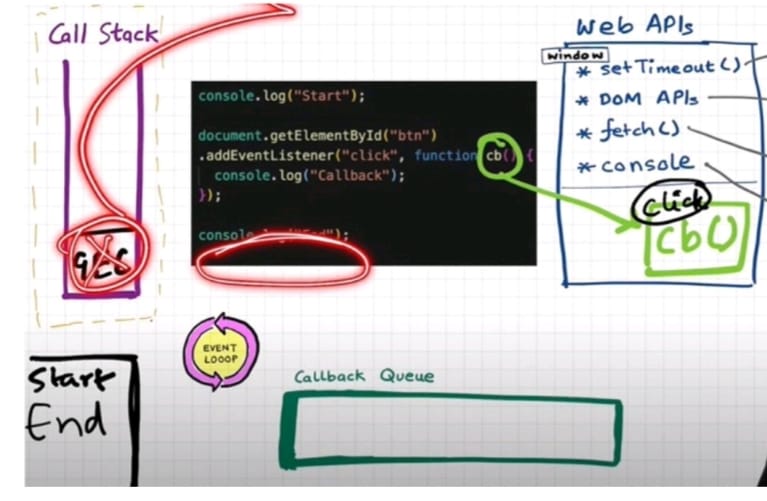 Call Stack
GEC
console.log("Start");
document.getElementById("btn")
.addEventListener("click", function cb() {
console.log("Callback");
});
console.log("End");
Web APIs
window
* setTimeout()
* DOM APIs
* fetch()
* console
click
cb()
EVENT
LOOOP
Callback Queue
Start
End